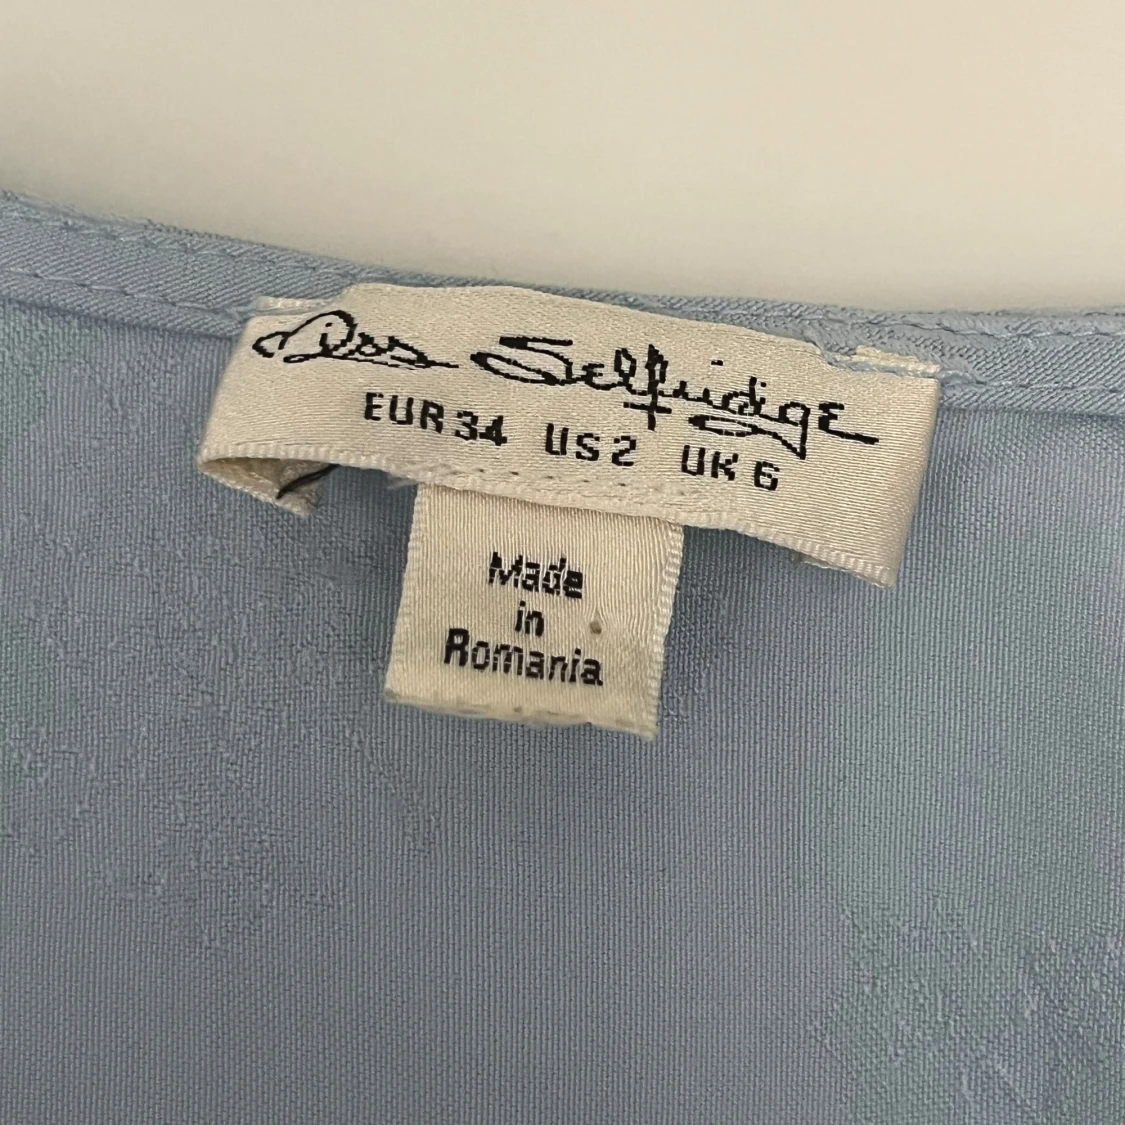 Miss Selfridge
EUR 34 US 2 UK 6
Made
in
Romania